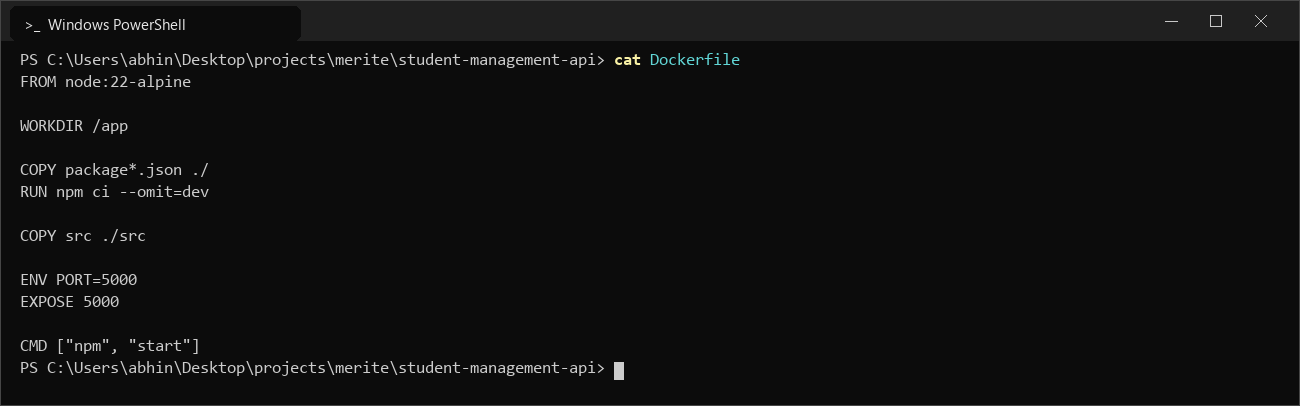 >_ Windows PowerShell
PS C:\Users\abhin\Desktop\projects\merite\student-management-api> cat Dockerfile
FROM node:22-alpine
WORKDIR /app
COPY package*.json ./
RUN npm ci --omit=dev
COPY src ./src
ENV PORT=5000
EXPOSE 5000
CMD ["npm", "start"]
PS C:\Users\abhin\Desktop\projects\merite\student-management-api>